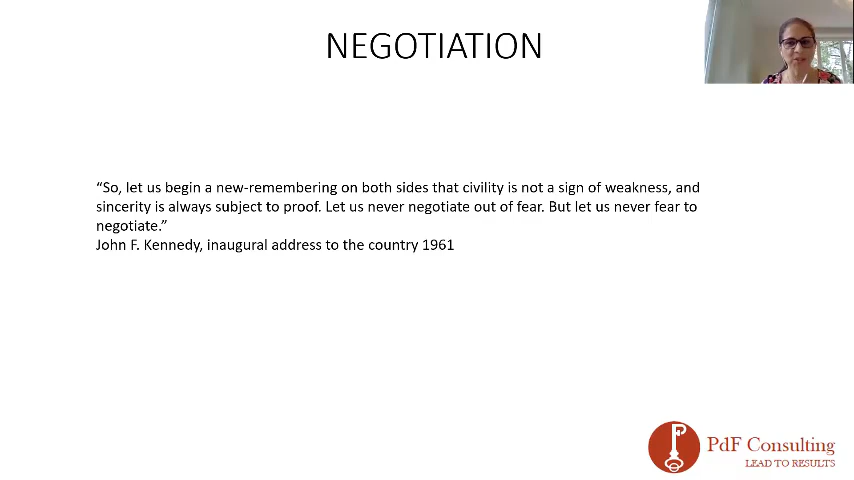 NEGOTIATION
“So, let us begin a new-remembering on both sides that civility is not a sign of weakness, and
sincerity is always subject to proof. Let us never negotiate out of fear. But let us never fear to
negotiate.”
John F. Kennedy, inaugural address to the country 1961
PdF Consulting
LEAD TO RESULTS